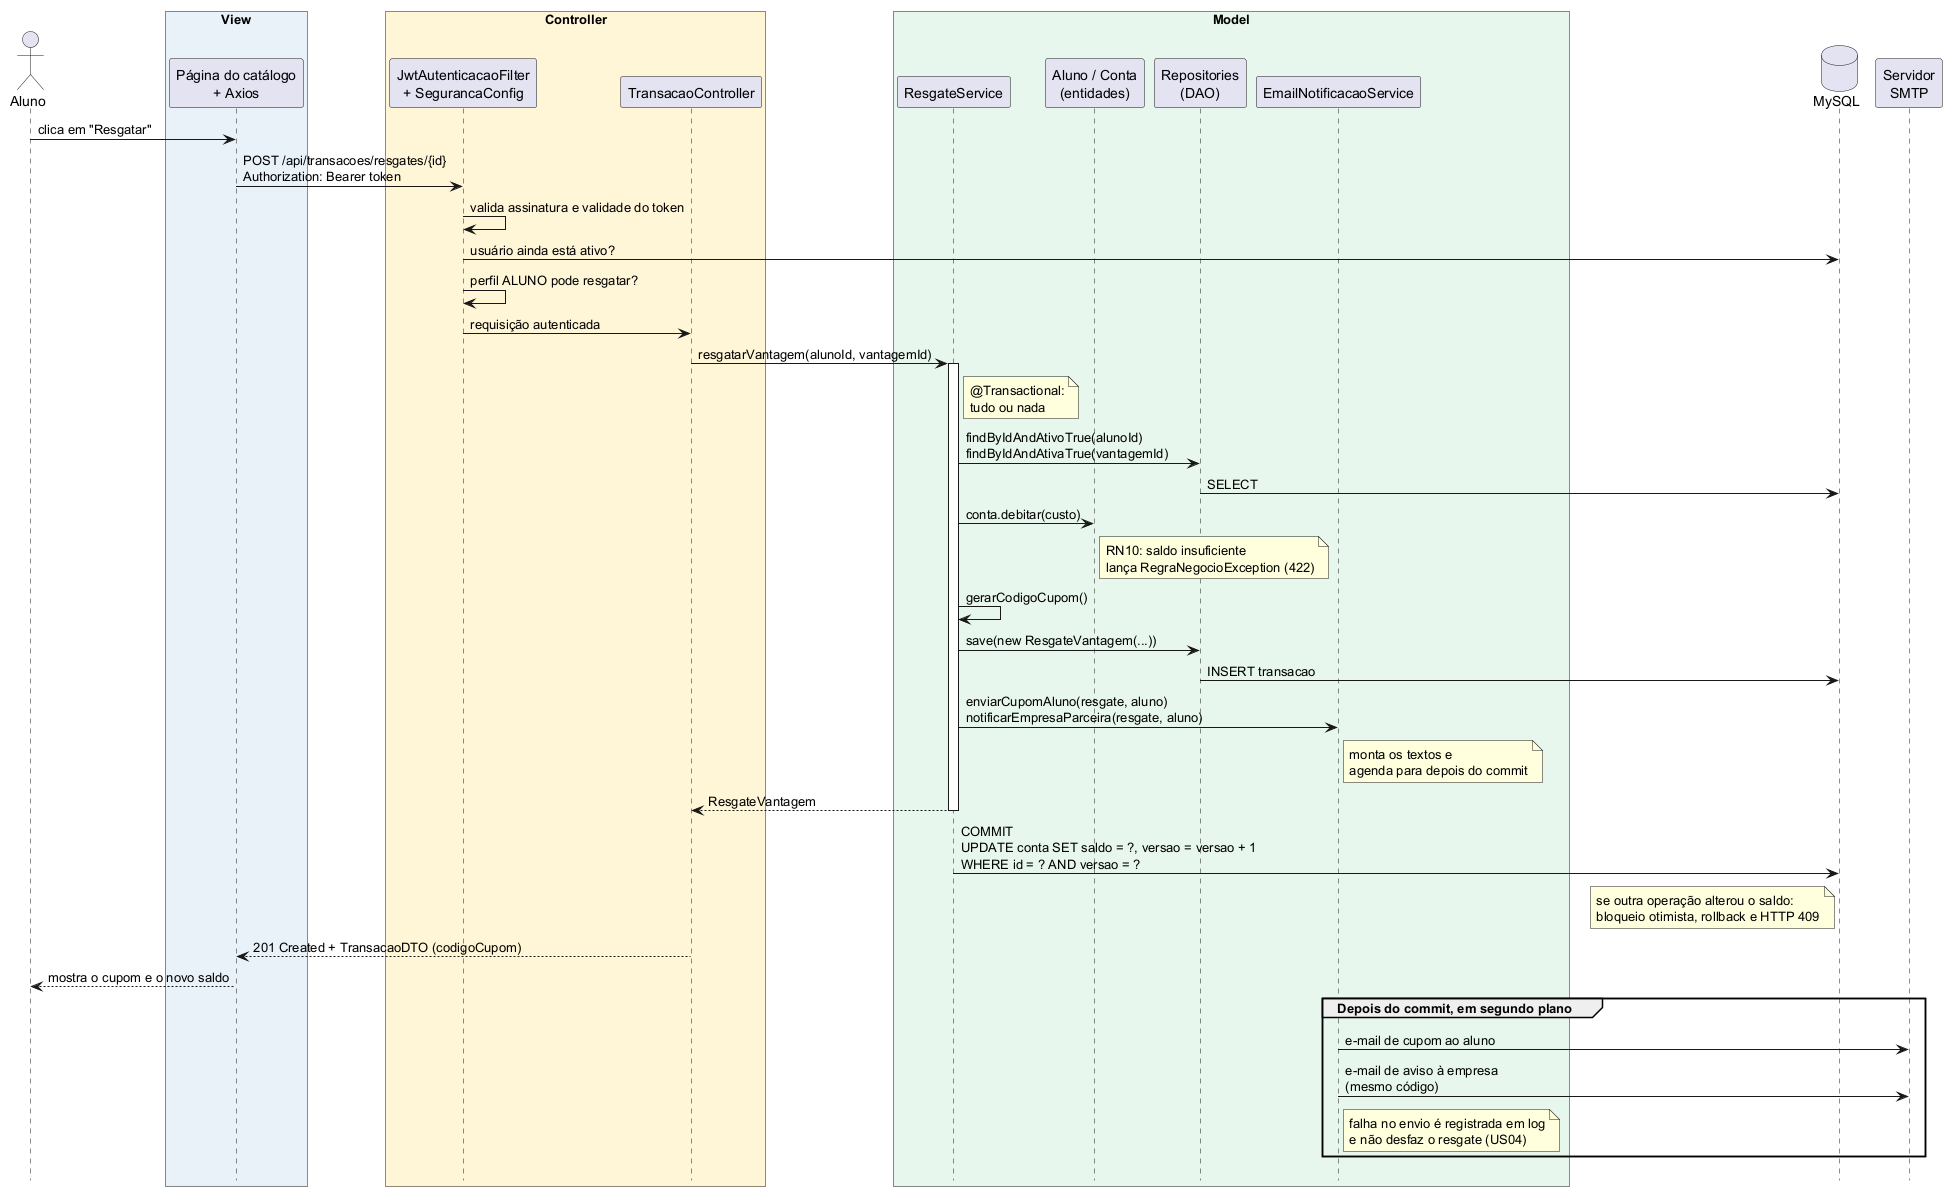 View
Controller
Model
Aluno
Página do catálogo
+ Axios
JwtAutenticacaoFilter
+ SegurancaConfig
TransacaoController
ResgateService
Aluno / Conta
(entidades)
Repositories
(DAO)
EmailNotificacaoService
MySQL
Servidor
SMTP
clica em "Resgatar"
POST /api/transacoes/resgates/{id}
Authorization: Bearer token
valida assinatura e validade do token
usuário ainda está ativo?
perfil ALUNO pode resgatar?
requisição autenticada
resgatarVantagem(alunoId, vantagemId)
@Transactional:
tudo ou nada
findByIdAndAtivoTrue(alunoId)
findByIdAndAtivaTrue(vantagemId)
SELECT
conta.debitar(custo)
RN10: saldo insuficiente
lança RegraNegocioException (422)
gerarCodigoCupom()
save(new ResgateVantagem(...))
INSERT transacao
enviarCupomAluno(resgate, aluno)
notificarEmpresaParceira(resgate, aluno)
monta os textos e
agenda para depois do commit
ResgateVantagem
COMMIT
UPDATE conta SET saldo = ?, versao = versao + 1
WHERE id = ? AND versao = ?
se outra operação alterou o saldo:
bloqueio otimista, rollback e HTTP 409
201 Created + TransacaoDTO (codigoCupom)
mostra o cupom e o novo saldo
Depois do commit, em segundo plano
e-mail de cupom ao aluno
e-mail de aviso à empresa
(mesmo código)
falha no envio é registrada em log
e não desfaz o resgate (US04)